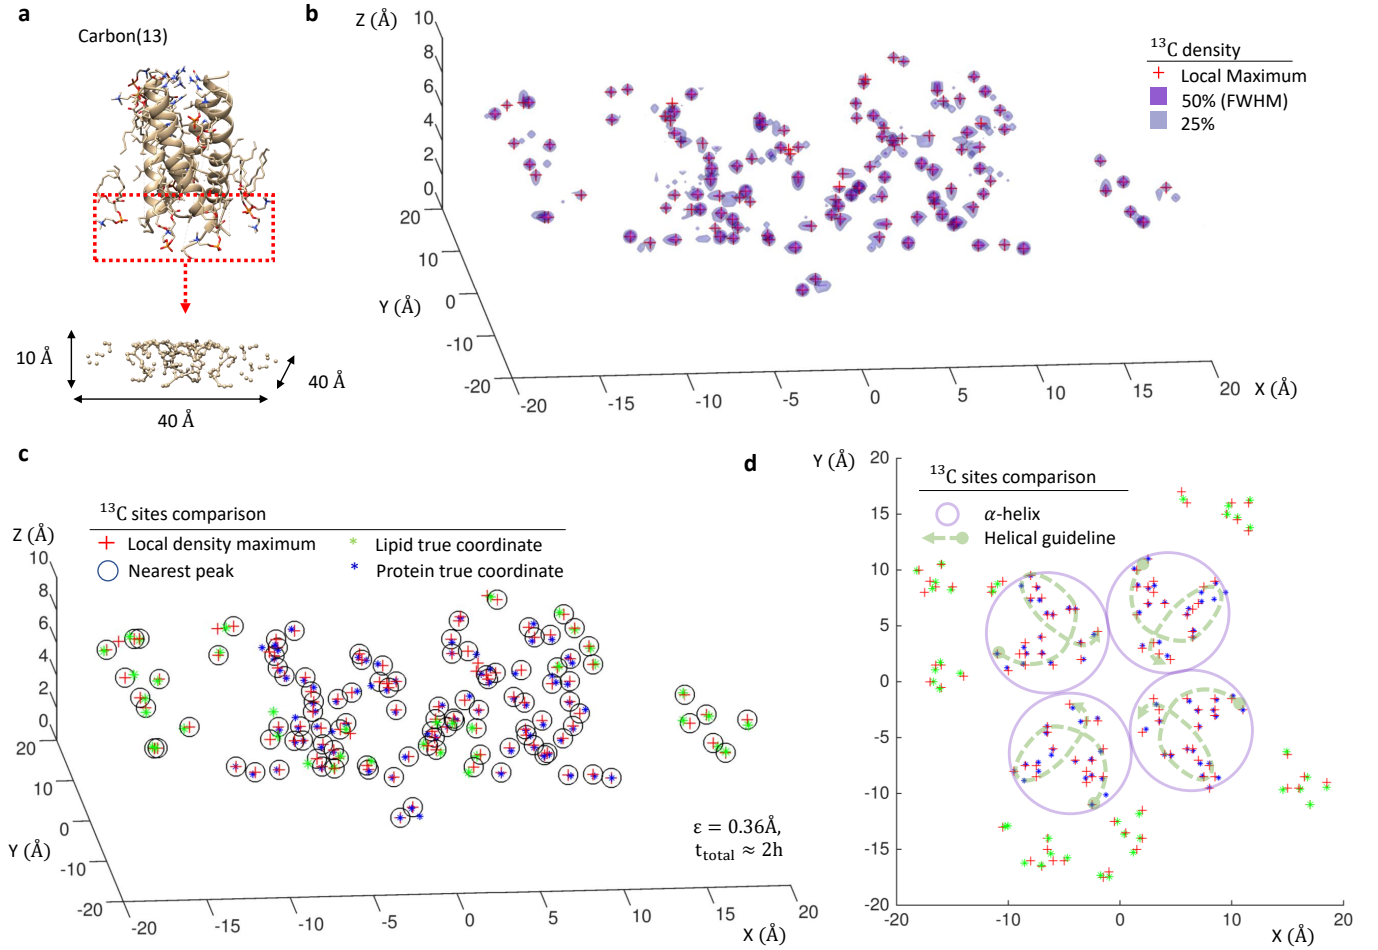 a
Carbon(13)
10 Å
40 Å
40 Å
b
Z (Å)
10
8
6
4
2
0
20
10
Y (Å)
0
-10
-20
-20
-15
-10
-5
0
5
10
15
20
X (Å)
¹³C density
Local Maximum
50% (FWHM)
25%
c
¹³C sites comparison
Local density maximum
Lipid true coordinate
Nearest peak
Protein true coordinate
Z (Å)
10
8
6
4
2
0
20
10
0
Y (Å)
-10
-20
-20
-15
-10
-5
0
5
10
15
20
X (Å)
ε = 0.36Å,
t_total ≈ 2h
d
Y (Å)
¹³C sites comparison
α-helix
Helical guideline
20
15
10
5
0
-5
-10
-15
-20
-20
-10
0
10
20
X (Å)